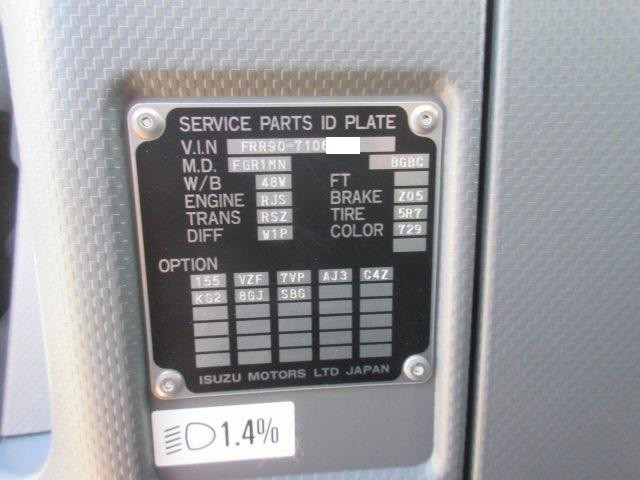 SERVICE PARTS ID PLATE
V.I.N FRR90-7106
M.D. FGR1MN BGBC
W/B 48W FT
ENGINE RJS BRAKE Z05
TRANS RSZ TIRE 5R7
DIFF W1P COLOR 729
OPTION
155 VZF 7VP AJ3 C4Z
KG2 8GJ SBG
ISUZU MOTORS LTD JAPAN
1.4%